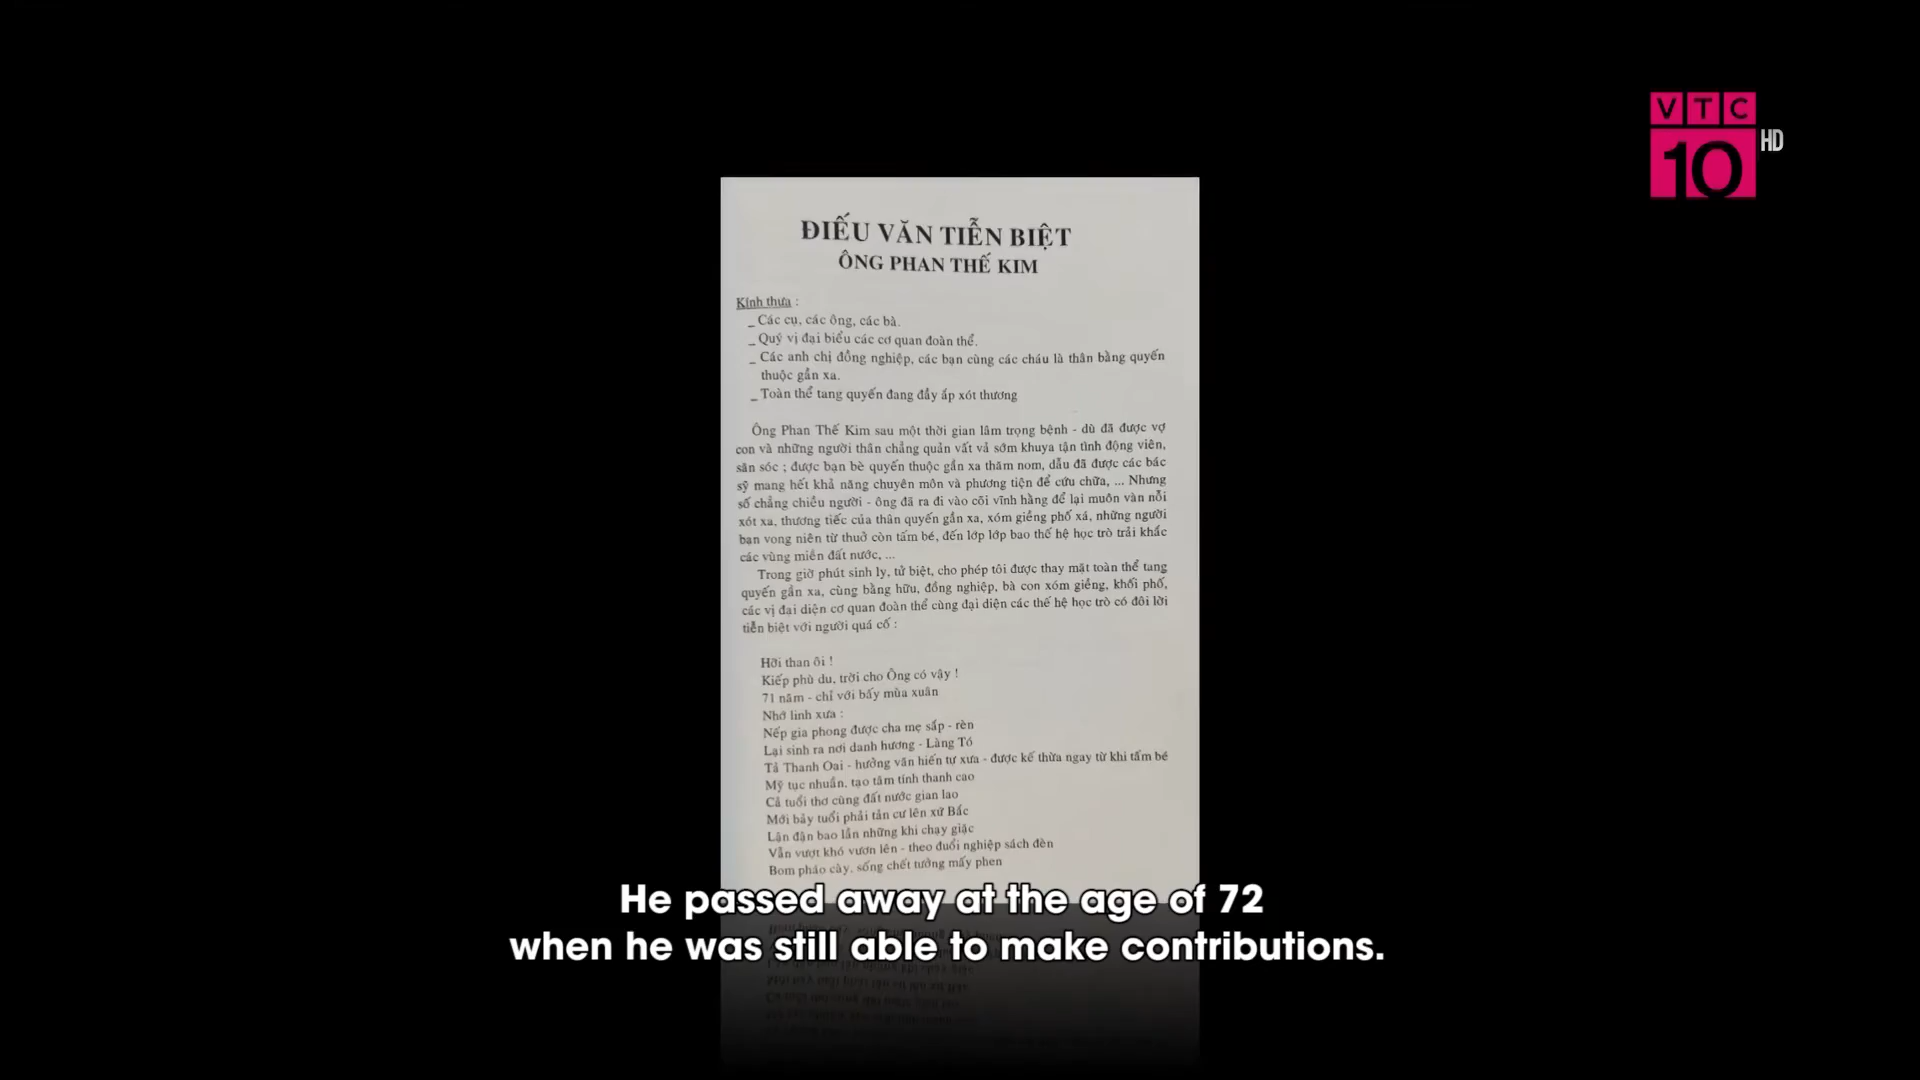 VTC
10 HD
ĐIẾU VĂN TIỄN BIỆT
ÔNG PHAN THẾ KIM
Kính thưa :
_ Các cụ, các ông, các bà.
_ Quý vị đại biểu các cơ quan đoàn thể.
_ Các anh chị đồng nghiệp, các bạn cùng các cháu là thân bằng quyến
thuộc gần xa.
_ Toàn thể tang quyến đang đầy ắp xót thương
Ông Phan Thế Kim sau một thời gian lâm trọng bệnh - dù đã được vợ
con và những người thân chẳng quản vất vả sớm khuya tận tình động viên,
săn sóc ; được bạn bè quyến thuộc gần xa thăm nom, dẫu đã được các bác
sỹ mang hết khả năng chuyên môn và phương tiện để cứu chữa, ... Nhưng
số chẳng chiều người - ông đã ra đi vào cõi vĩnh hằng để lại muôn vàn nỗi
xót xa, thương tiếc của thân quyến gần xa, xóm giềng phố xá, những người
bạn vong niên từ thuở còn tấm bé, đến lớp lớp bao thế hệ học trò trải khắc
các vùng miền đất nước, ...
Trong giờ phút sinh ly, tử biệt, cho phép tôi được thay mặt toàn thể tang
quyến gần xa, cùng bằng hữu, đồng nghiệp, bà con xóm giềng, khối phố,
các vị đại diện cơ quan đoàn thể cùng đại diện các thế hệ học trò có đôi lời
tiễn biệt với người quá cố :
Hỡi than ôi !
Kiếp phù du, trời cho Ông có vậy !
71 năm - chỉ với bấy mùa xuân
Nhớ linh xưa :
Nếp gia phong được cha mẹ sắp - rèn
Lại sinh ra nơi danh hương - Làng Tó
Tả Thanh Oai - hưởng văn hiến tự xưa - được kế thừa ngay từ khi tấm bé
Mỹ tục nhuần, tạo tâm tính thanh cao
Cả tuổi thơ cùng đất nước gian lao
Mới bảy tuổi phải tản cư lên xứ Bắc
Lận đận bao lần những khi chạy giặc
Vẫn vượt khó vươn lên - theo đuổi nghiệp sách đèn
Bom pháo cày, sống chết tưởng mấy phen
He passed away at the age of 72
when he was still able to make contributions.